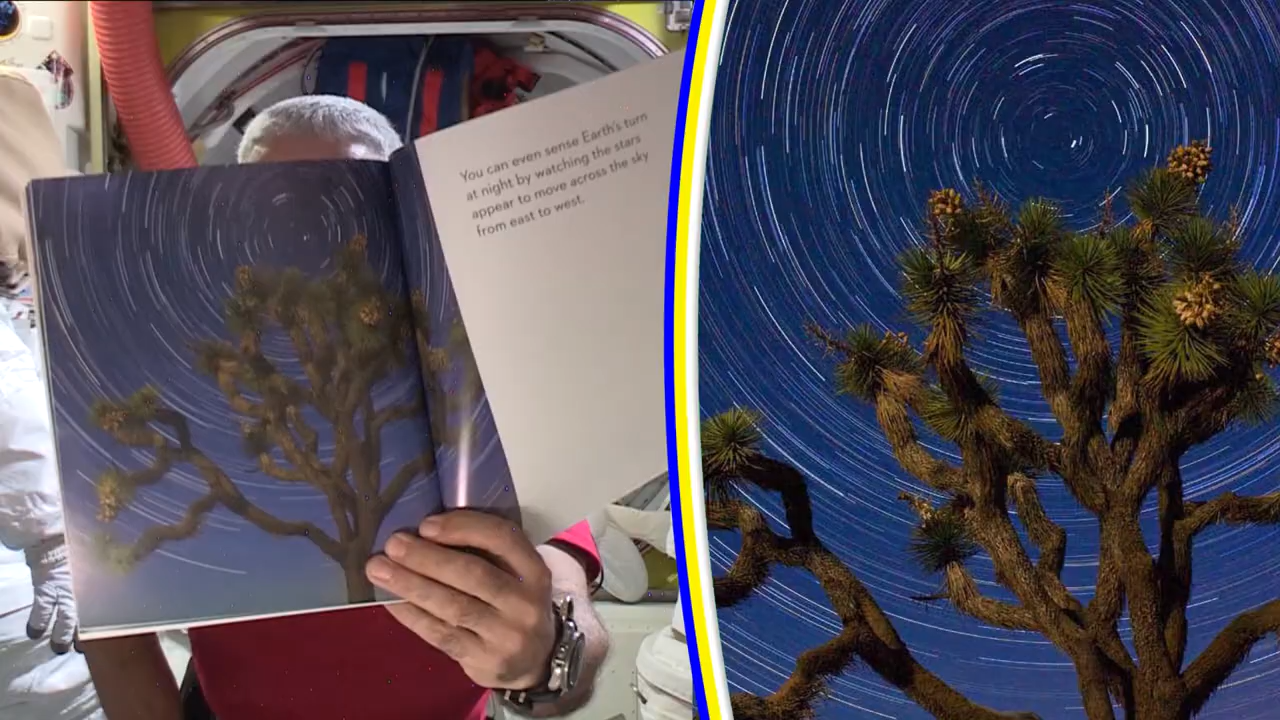 You can even sense Earth's turn
at night by watching the stars
appear to move across the sky
from east to west.